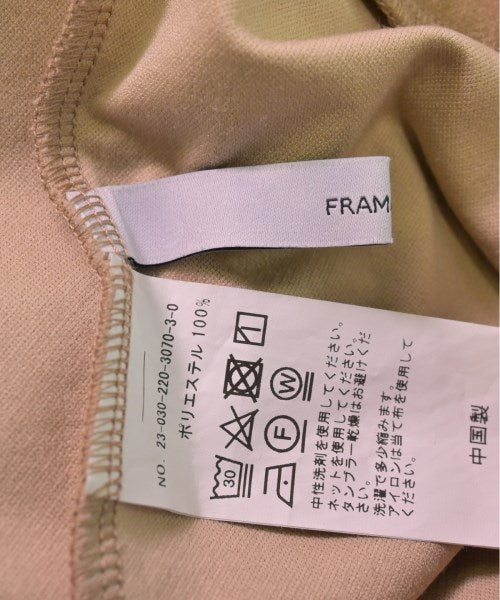 FRAM
NO. 23-030-220-3070-3-0
ポリエステル 100%
30
F
W
中性洗剤を使用してください。
ネットを使用してください。
タンブラー乾燥はお避けくだ
さい。
洗濯で多少縮みます。
アイロンは当て布を使用して
ください。
中国製